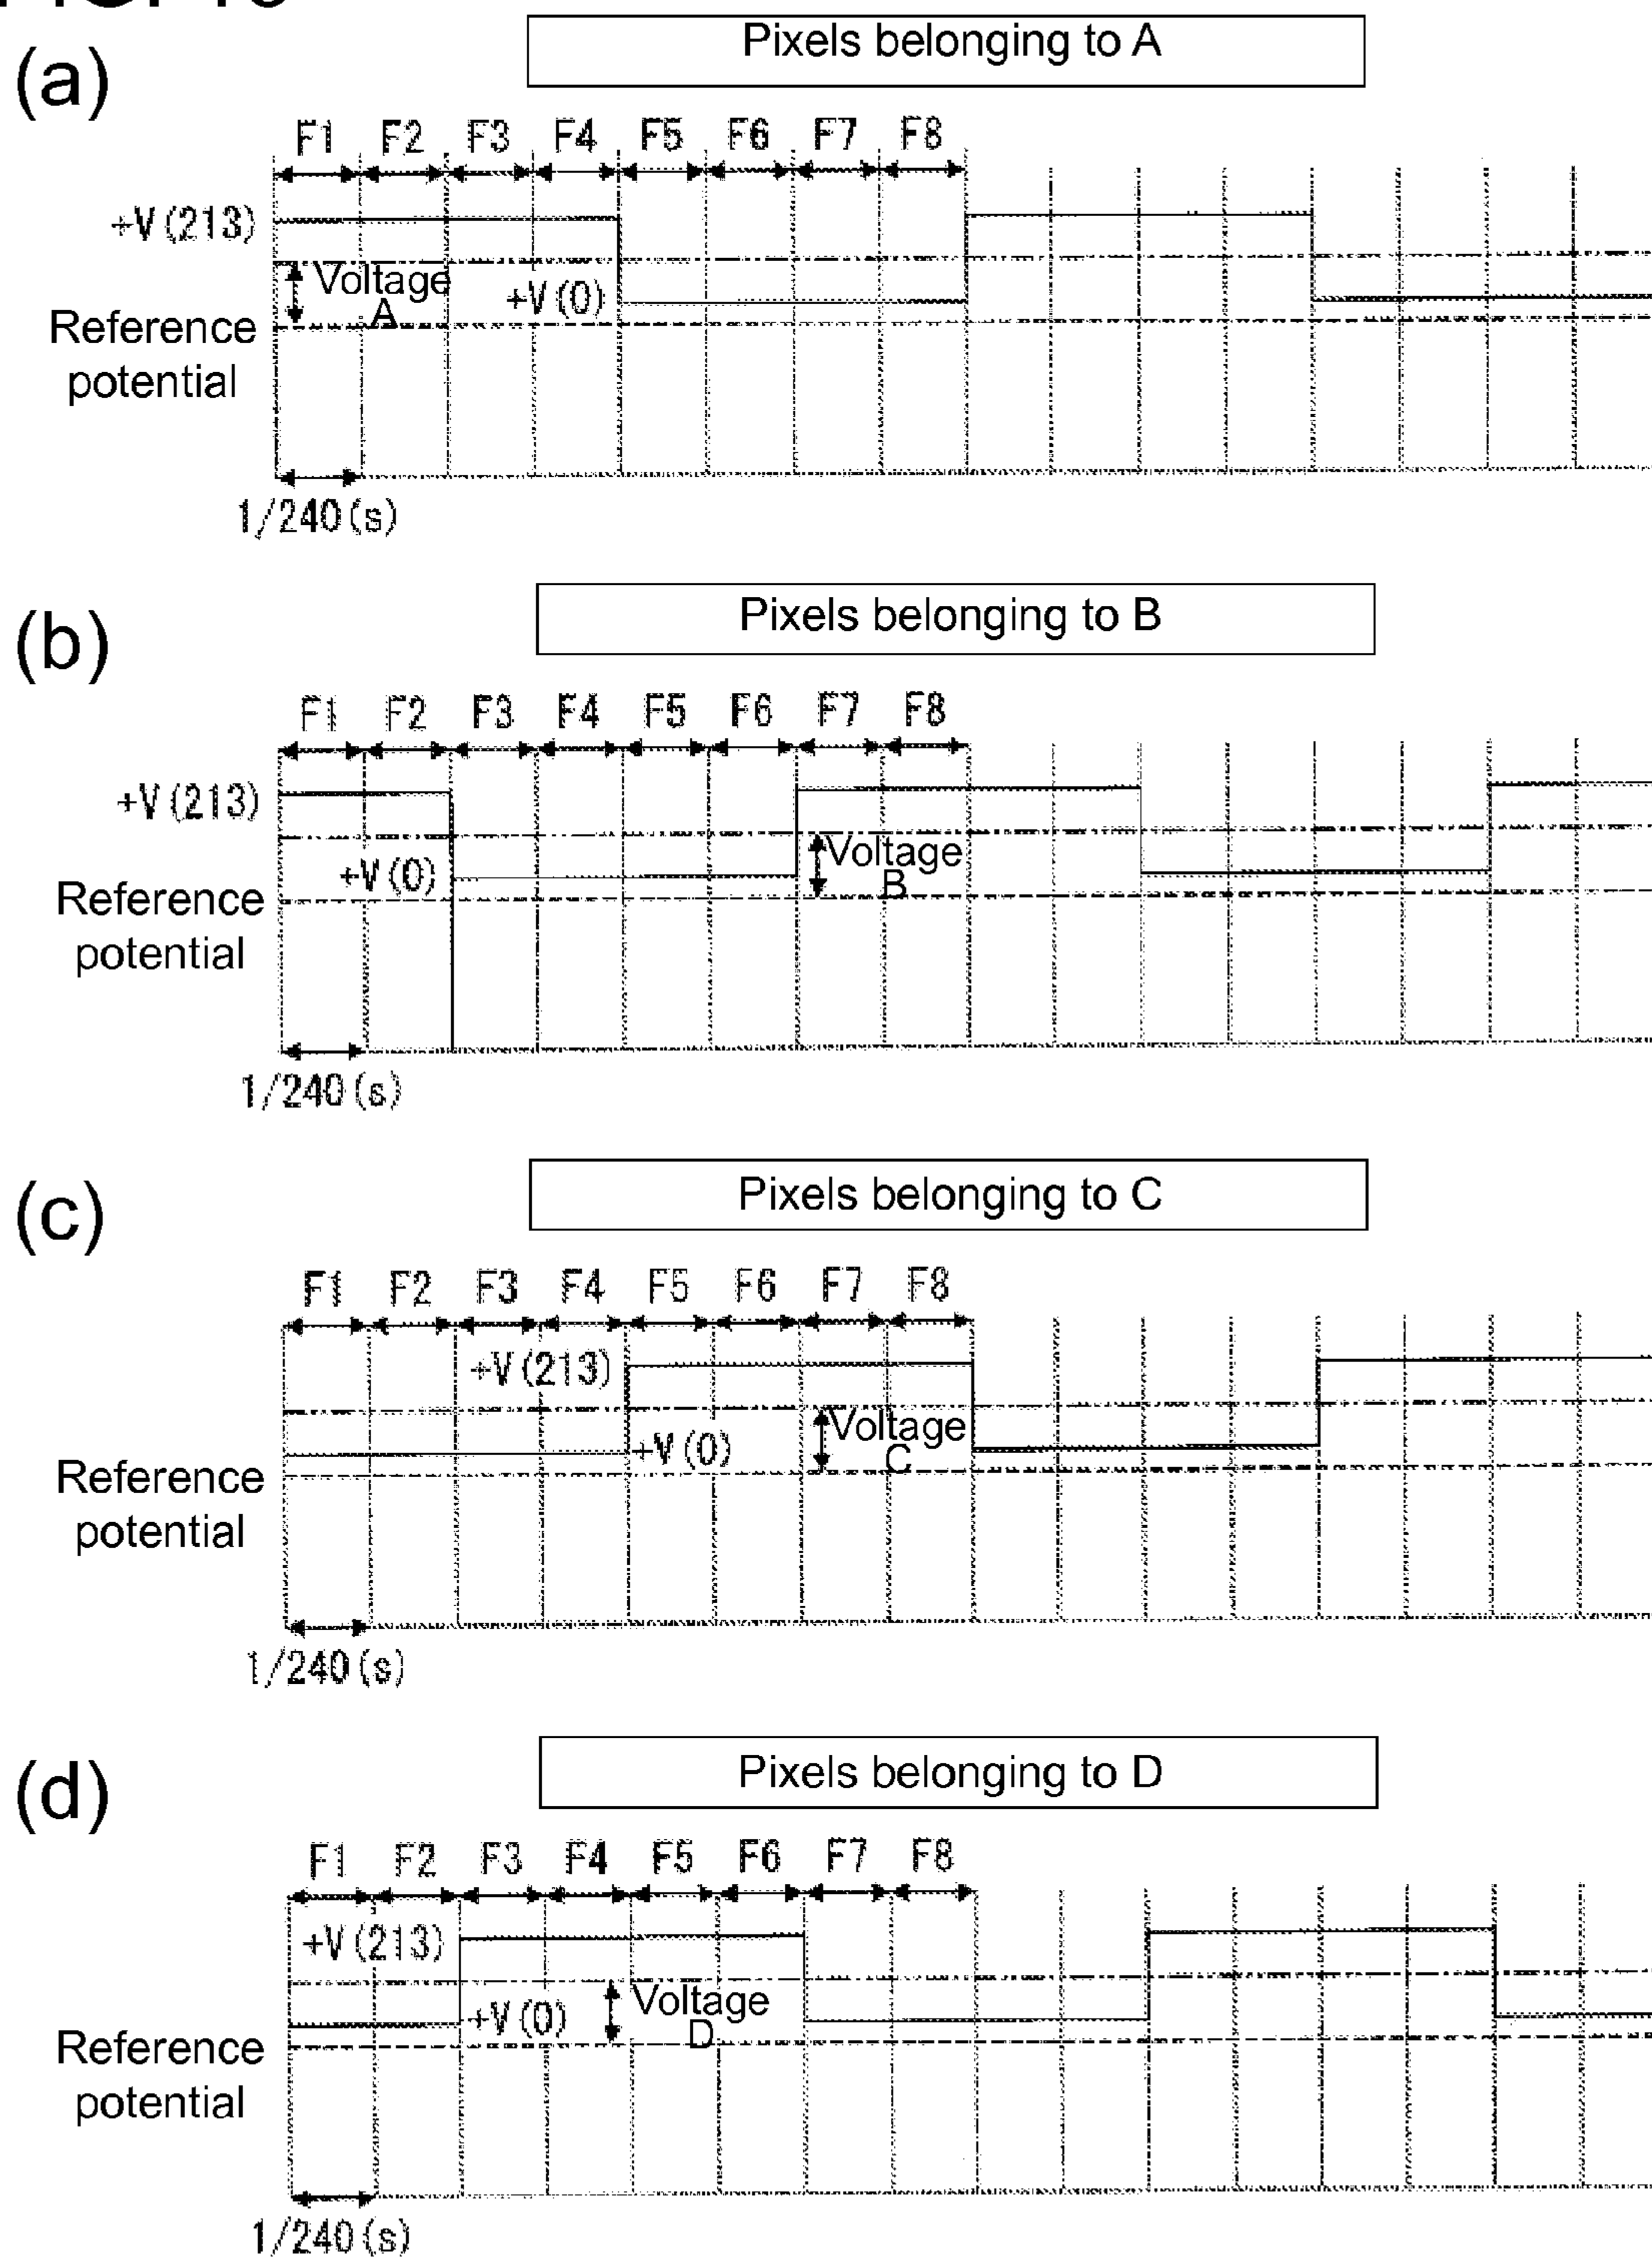 Pixels belonging to A
(a)
F1 F2 F3 F4 F5 F6 F7 F8
+V(213)
Voltage
A
+V(0)
Reference
potential
1/240(s)
Pixels belonging to B
(b)
F1 F2 F3 F4 F5 F6 F7 F8
+V(213)
Voltage
B
+V(0)
Reference
potential
1/240(s)
Pixels belonging to C
(c)
F1 F2 F3 F4 F5 F6 F7 F8
+V(213)
Voltage
C
+V(0)
Reference
potential
1/240(s)
Pixels belonging to D
(d)
F1 F2 F3 F4 F5 F6 F7 F8
+V(213)
Voltage
D
+V(0)
Reference
potential
1/240(s)